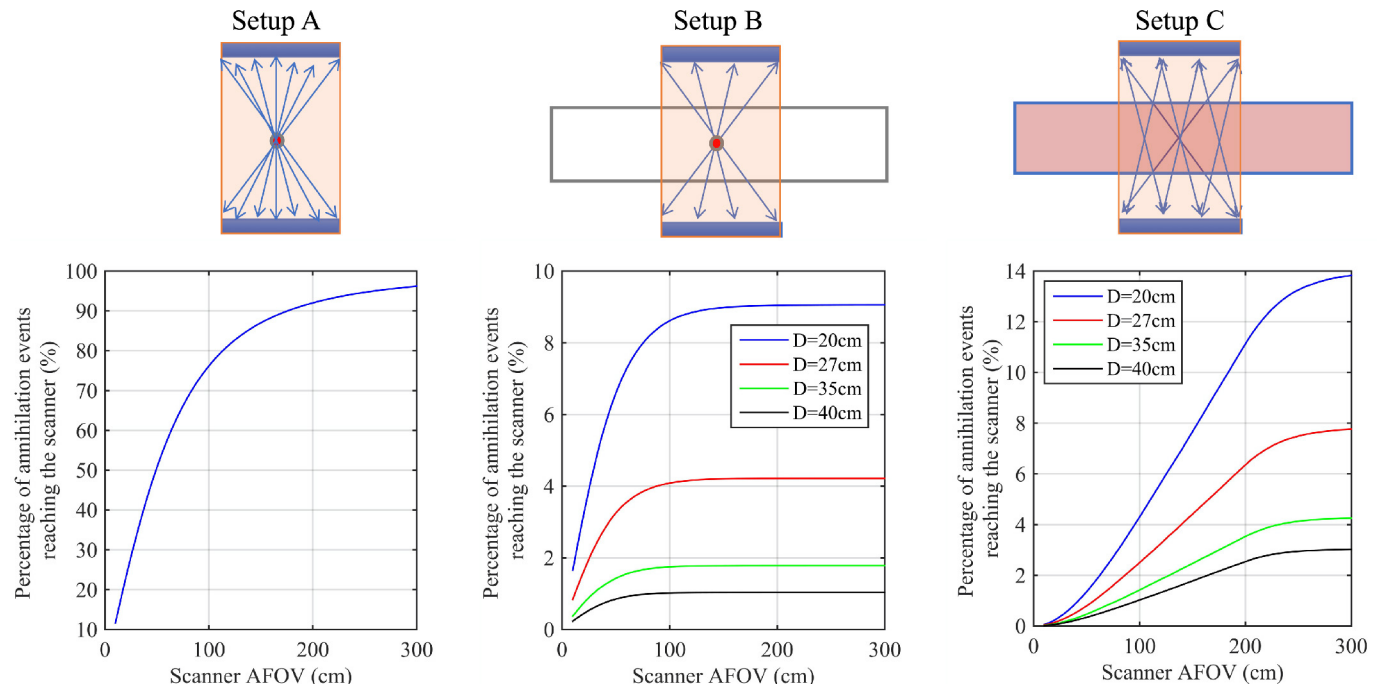 Setup A
Setup B
Setup C
Percentage of annihilation events
reaching the scanner (%)
100
90
80
70
60
50
40
30
20
10
0
100
200
300
Scanner AFOV (cm)
Percentage of annihilation events
reaching the scanner (%)
10
8
6
4
2
0
D=20cm
D=27cm
D=35cm
D=40cm
0
100
200
300
Scanner AFOV (cm)
Percentage of annihilation events
reaching the scanner (%)
14
12
10
8
6
4
2
0
D=20cm
D=27cm
D=35cm
D=40cm
0
100
200
300
Scanner AFOV (cm)